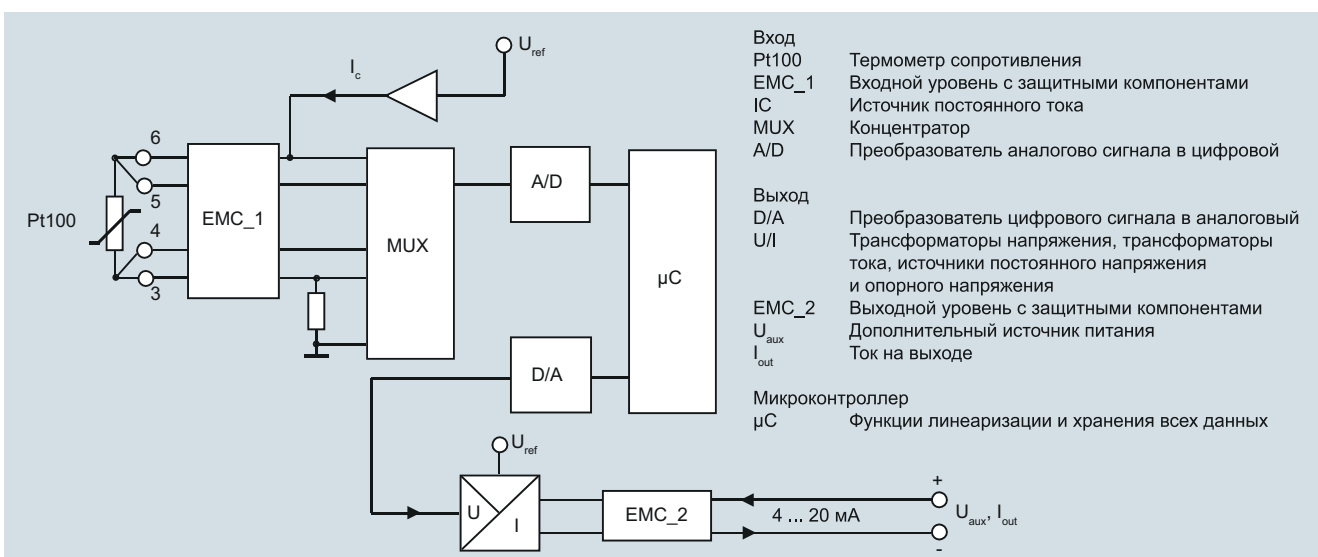 U_ref
I_c
6
5
Pt100
4
3
EMC_1
MUX
A/D
µC
D/A
U_ref
U
I
EMC_2
4 ... 20 мА
+
U_aux, I_out
-
Вход
Pt100 Термометр сопротивления
EMC_1 Входной уровень с защитными компонентами
IC Источник постоянного тока
MUX Концентратор
A/D Преобразователь аналогово сигнала в цифровой
Выход
D/A Преобразователь цифрового сигнала в аналоговый
U/I Трансформаторы напряжения, трансформаторы
тока, источники постоянного напряжения
и опорного напряжения
EMC_2 Выходной уровень с защитными компонентами
U_aux Дополнительный источник питания
I_out Ток на выходе
Микроконтроллер
µC Функции линеаризации и хранения всех данных